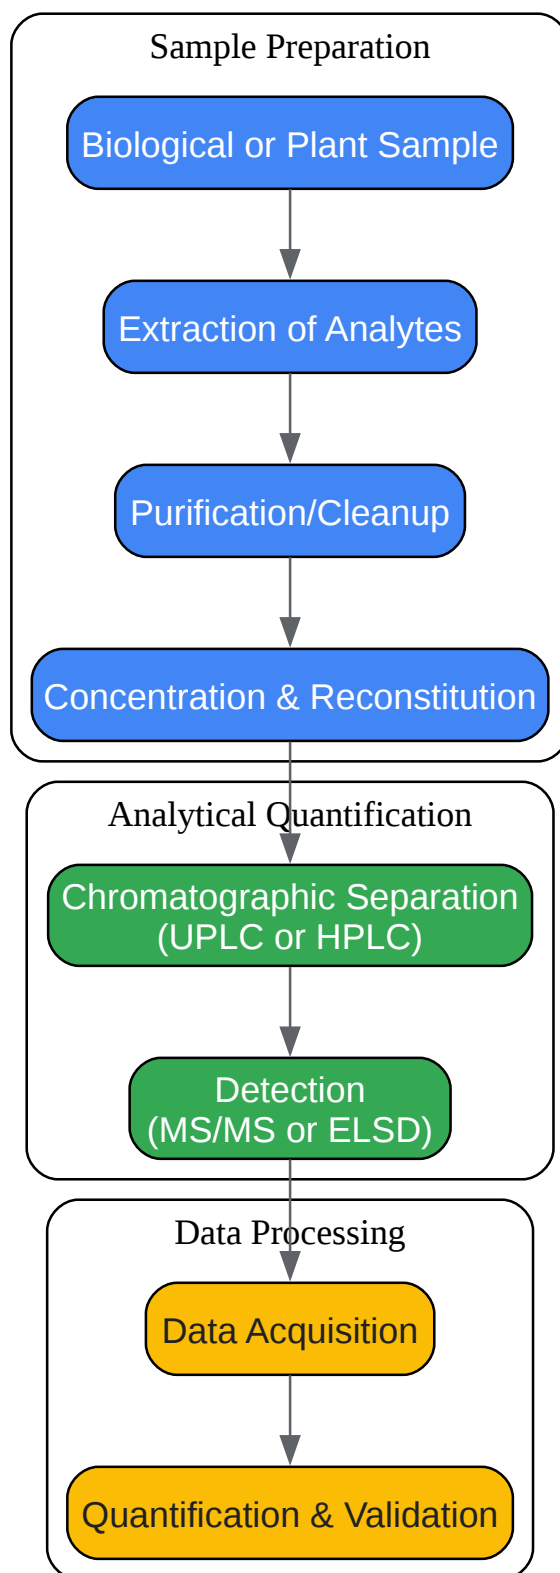 Sample Preparation
Biological or Plant Sample
Extraction of Analytes
Purification/Cleanup
Concentration & Reconstitution
Analytical Quantification
Chromatographic Separation
(UPLC or HPLC)
Detection
(MS/MS or ELSD)
Data Processing
Data Acquisition
Quantification & Validation